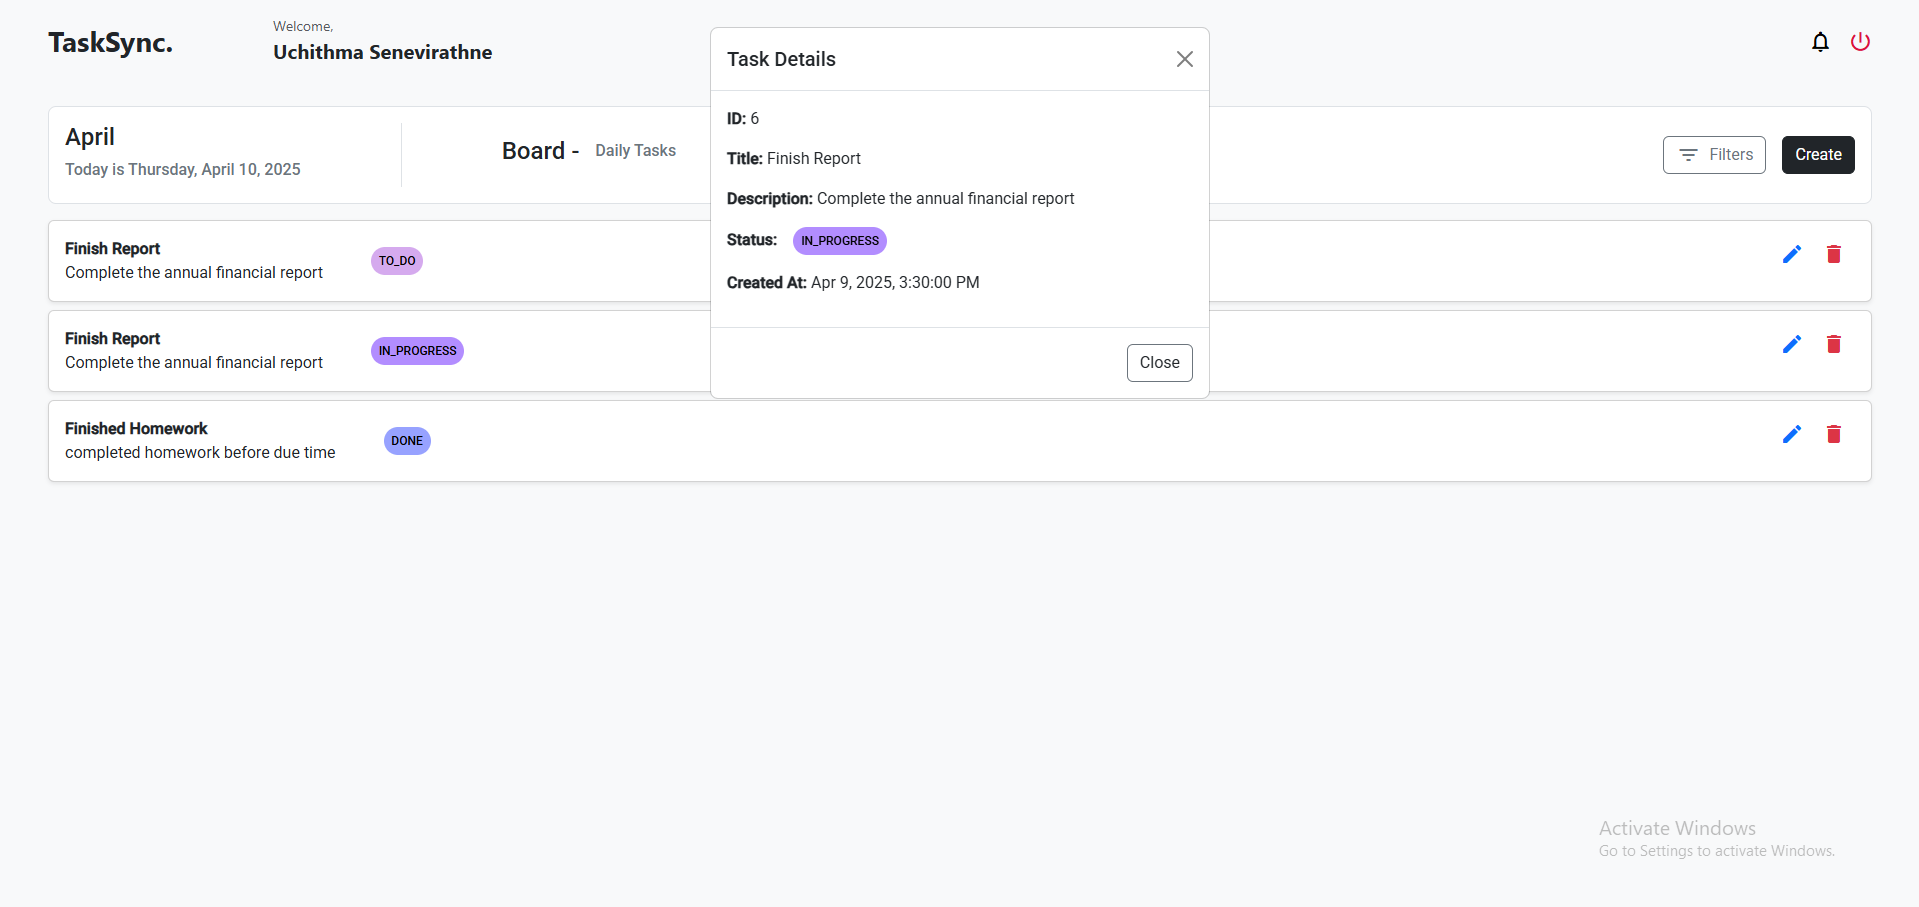 TaskSync.
Welcome,
Uchithma Senevirathne
April
Today is Thursday, April 10, 2025
Board - Daily Tasks
Filters
Create
Finish Report
Complete the annual financial report
TO_DO
Finish Report
Complete the annual financial report
IN_PROGRESS
Finished Homework
completed homework before due time
DONE
Task Details
ID: 6
Title: Finish Report
Description: Complete the annual financial report
Status: IN_PROGRESS
Created At: Apr 9, 2025, 3:30:00 PM
Close
Activate Windows
Go to Settings to activate Windows.